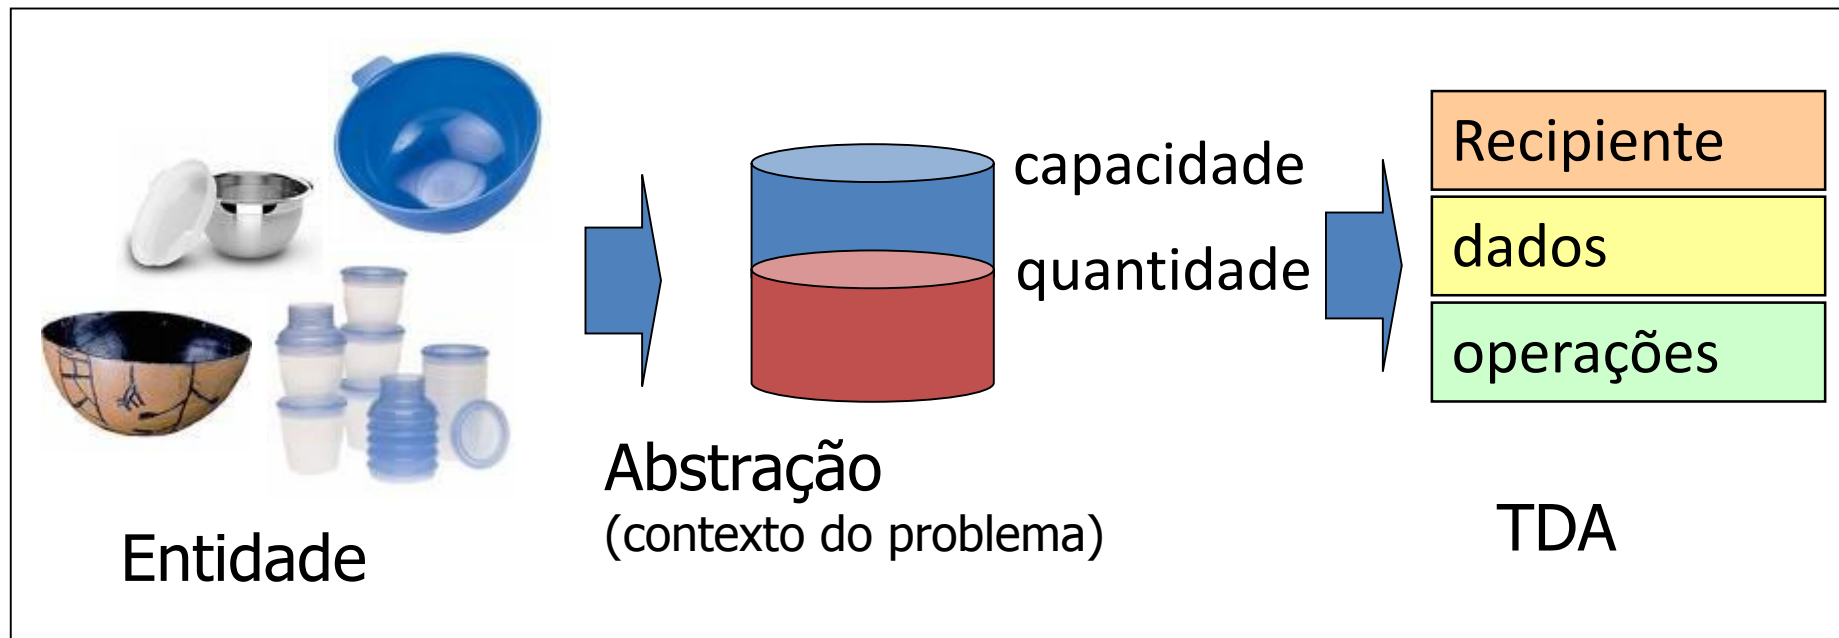 Entidade
capacidade
quantidade
Abstração
(contexto do problema)
Recipiente
dados
operações
TDA